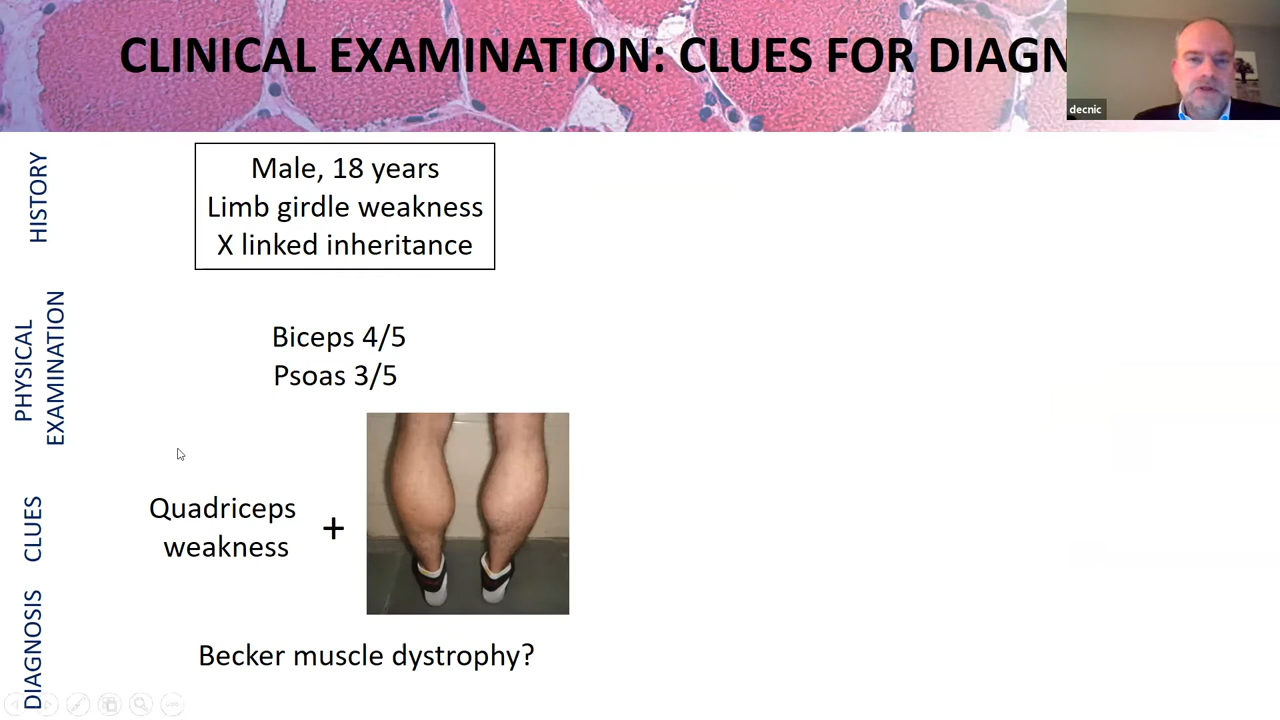 CLINICAL EXAMINATION: CLUES FOR DIAGN
decnic
HISTORY
Male, 18 years
Limb girdle weakness
X linked inheritance
PHYSICAL
EXAMINATION
Biceps 4/5
Psoas 3/5
CLUES
Quadriceps
weakness
+
DIAGNOSIS
Becker muscle dystrophy?